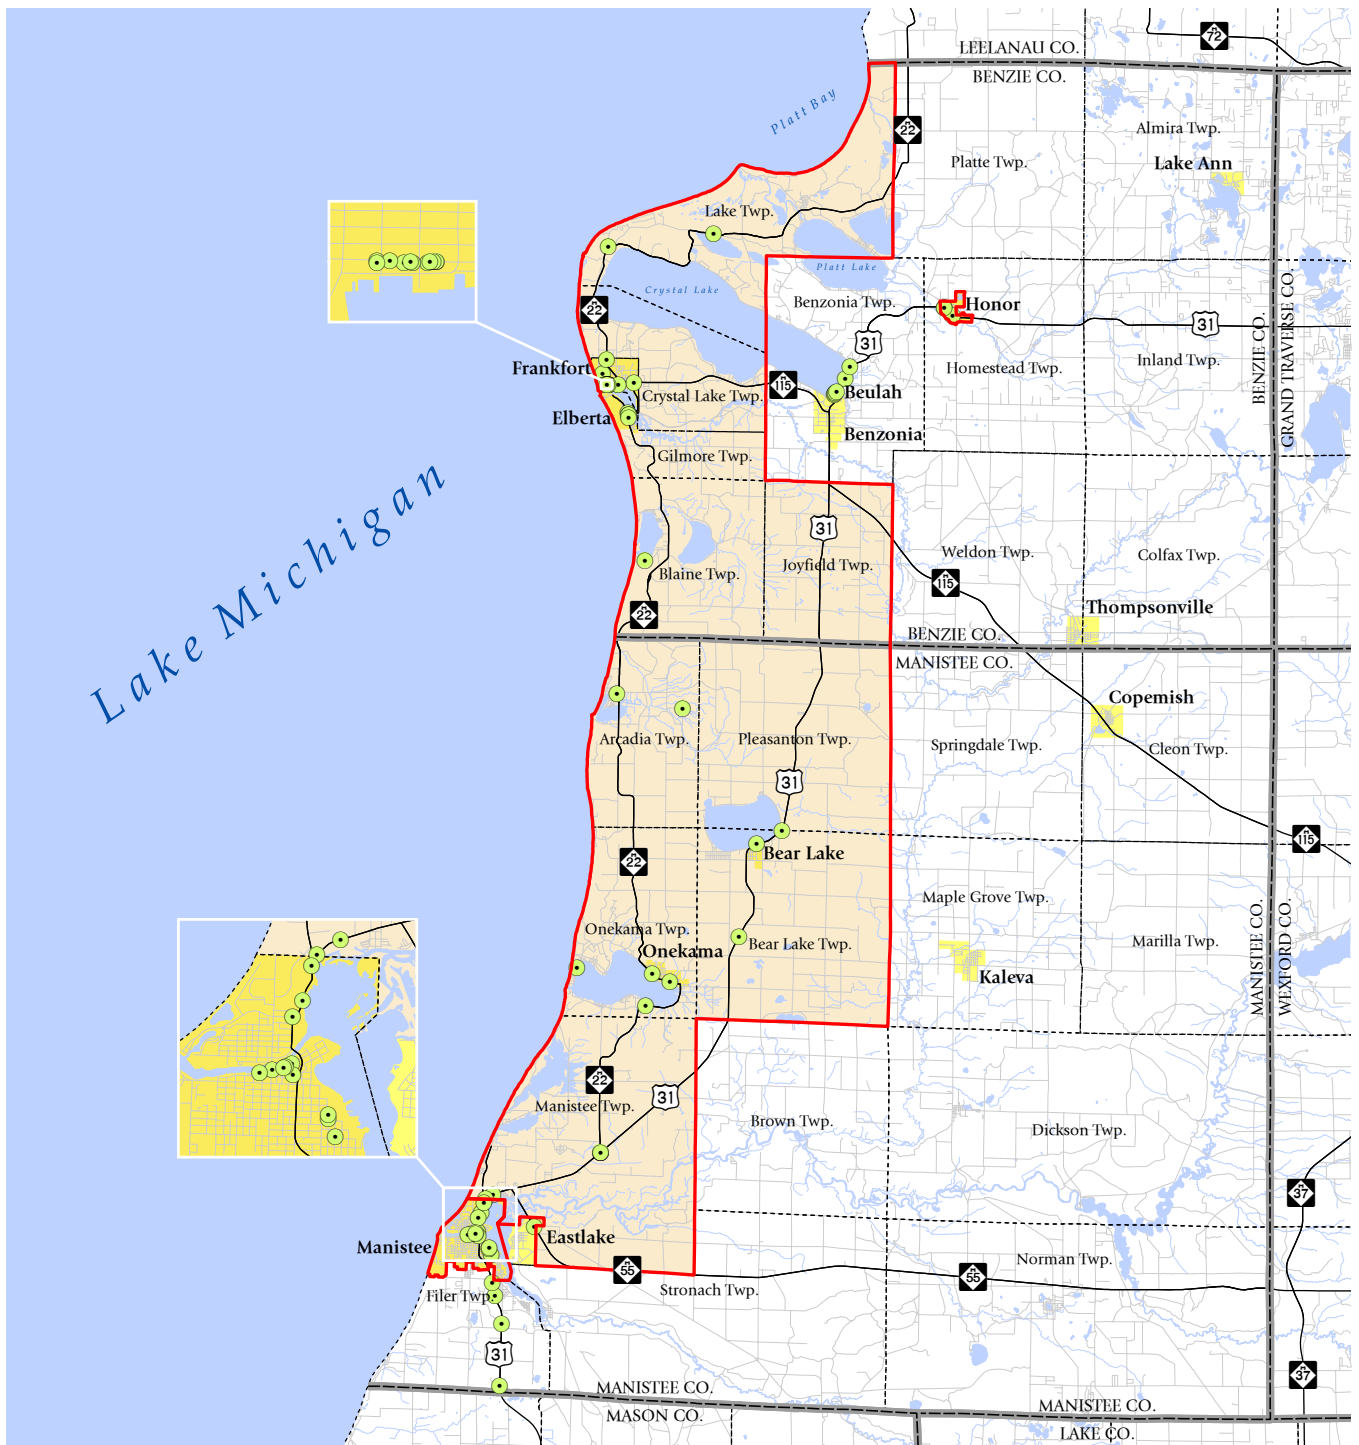 72
LEELANAU CO.
BENZIE CO.
Platt Bay
22
Almira Twp.
Platte Twp.
Lake Ann
Lake Twp.
Platt Lake
Crystal Lake
Benzonia Twp.
Honor
22
31
31
BENZIE CO.
GRAND TRAVERSE CO.
Frankfort
115
Homestead Twp.
Inland Twp.
Crystal Lake Twp.
Beulah
Elberta
Benzonia
Gilmore Twp.
Lake Michigan
31
Weldon Twp.
Colfax Twp.
Joyfield Twp.
Blaine Twp.
115
22
Thompsonville
BENZIE CO.
MANISTEE CO.
Copemish
Arcadia Twp.
Pleasanton Twp.
Springdale Twp.
Cleon Twp.
31
115
22
Bear Lake
Maple Grove Twp.
MANISTEE CO.
WEXFORD CO.
Onekama Twp.
Onekama
Bear Lake Twp.
Marilla Twp.
Kaleva
22
31
Manistee Twp.
Brown Twp.
Dickson Twp.
37
Manistee
Eastlake
55
Norman Twp.
55
Filer Twp.
Stronach Twp.
31
37
MANISTEE CO.
MASON CO.
MANISTEE CO.
LAKE CO.